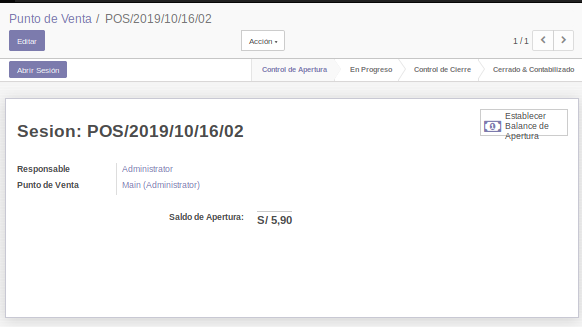 Punto de Venta / POS/2019/10/16/02
Editar
Acción
1 / 1
Abrir Sesión
Control de Apertura
En Progreso
Control de Cierre
Cerrado & Contabilizado
Establecer
Balance de
Apertura
Sesion: POS/2019/10/16/02
Responsable Administrator
Punto de Venta Main (Administrator)
Saldo de Apertura: S/ 5,90